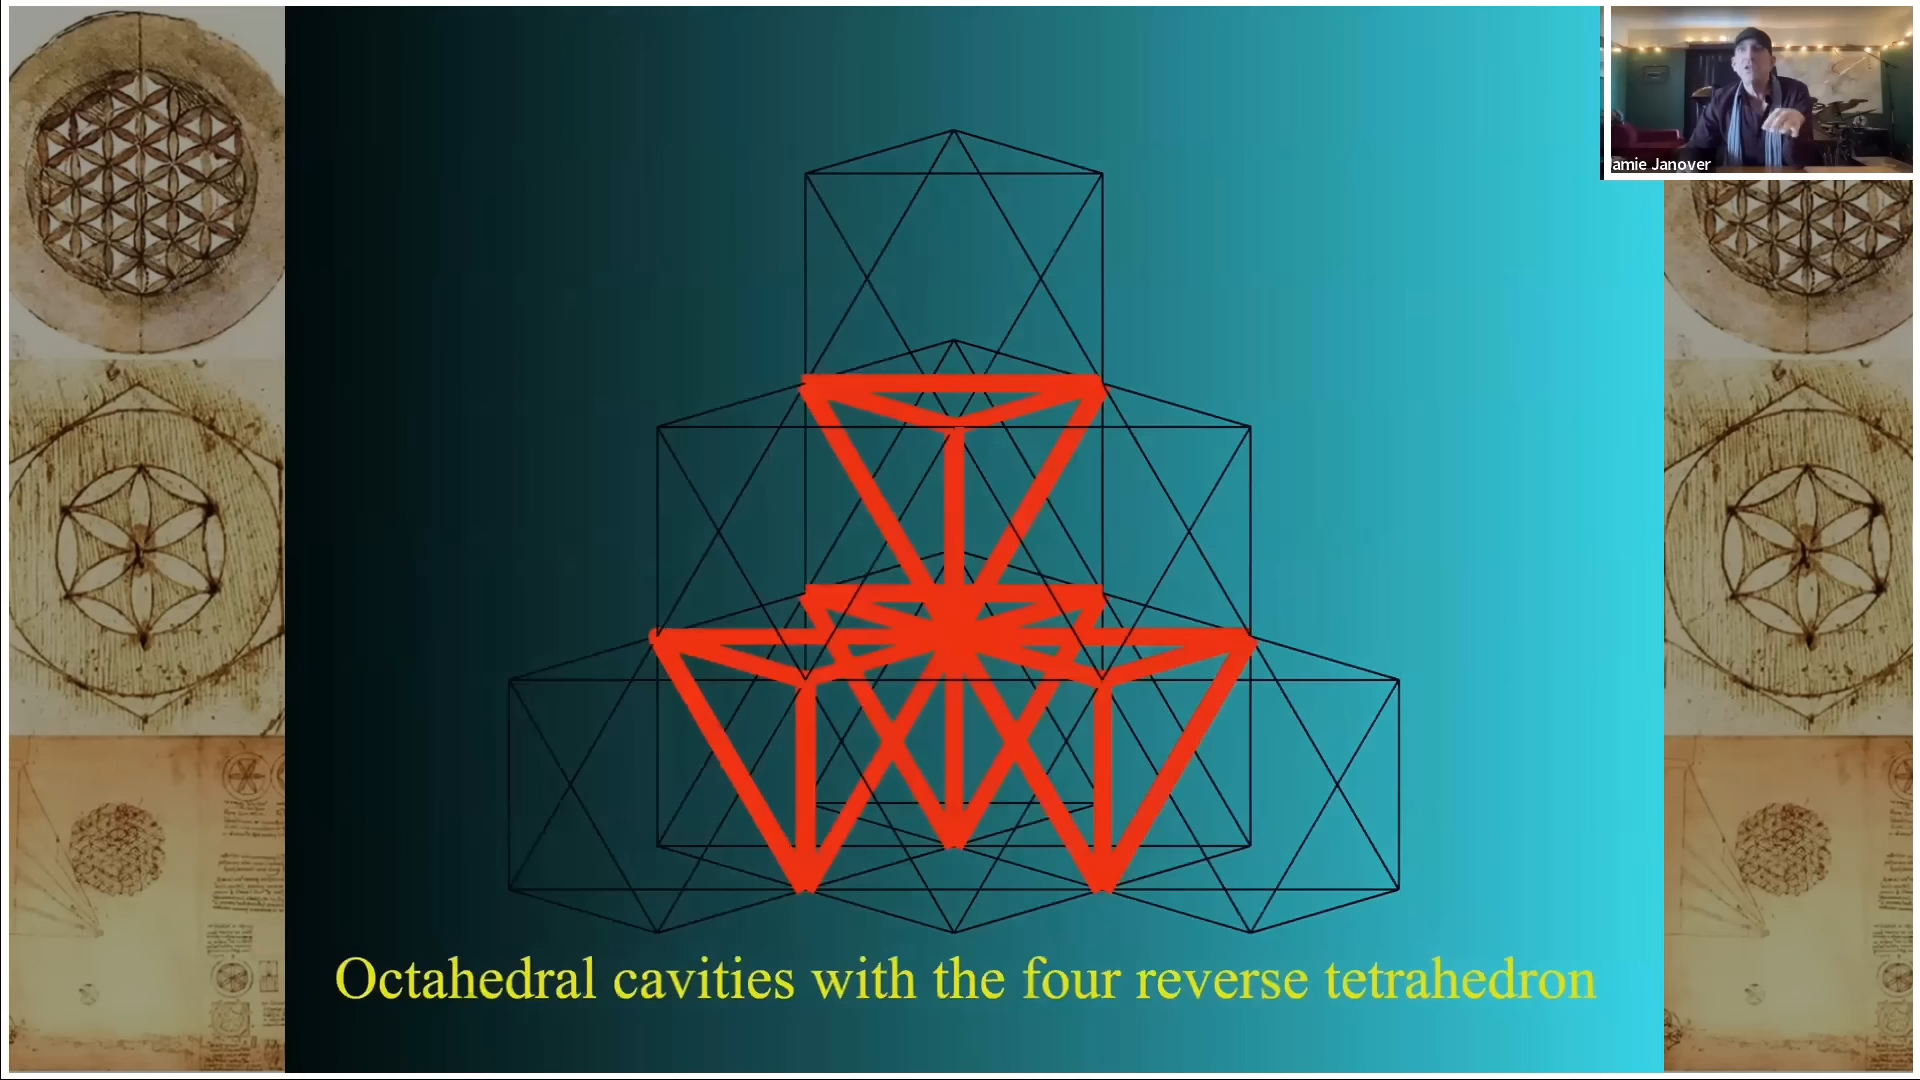 amie Janover
Octahedral cavities with the four reverse tetrahedron